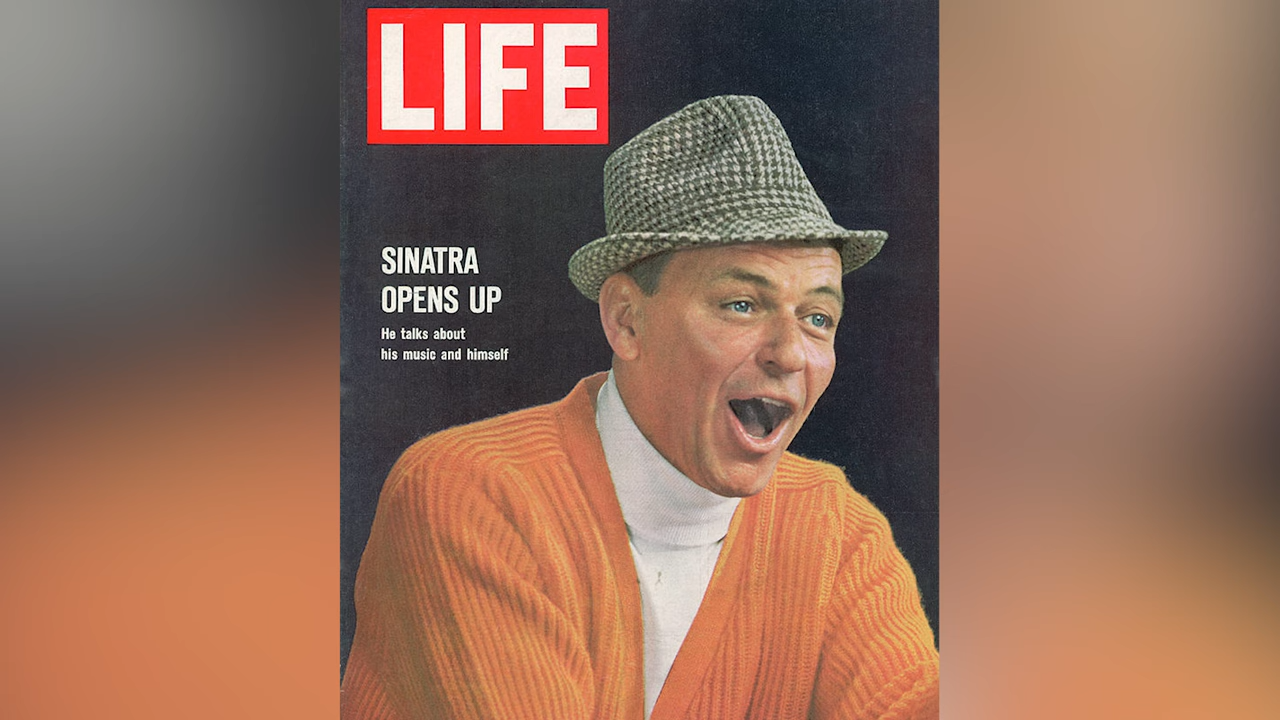 LIFE
SINATRA
OPENS UP
He talks about
his music and himself